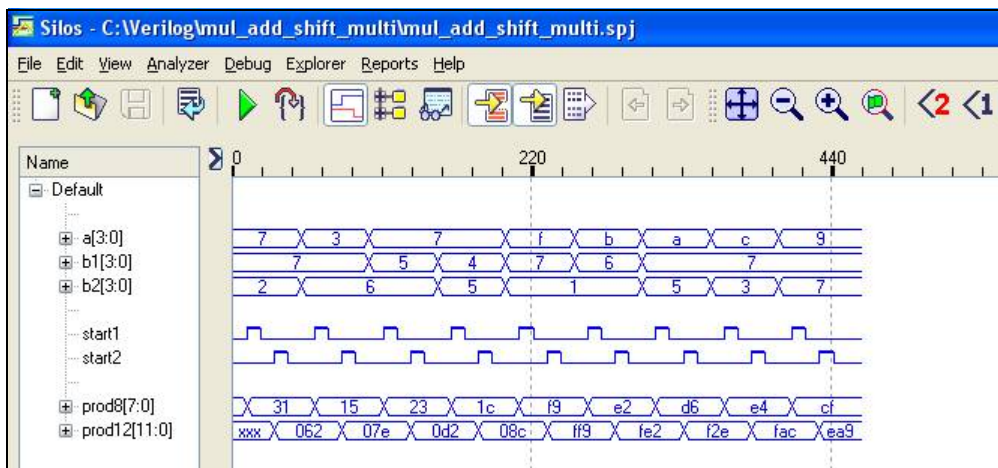 Silos - C:\Verilog\mul_add_shift_multi\mul_add_shift_multi.spj
File Edit View Analyzer Debug Explorer Reports Help
2 1
Name Σ 0 220 440
Default
a[3:0] 7 3 7 f b a c 9
b1[3:0] 7 5 4 7 6 7
b2[3:0] 2 6 5 1 5 3 7
start1
start2
prod8[7:0] 31 15 23 1c f9 e2 d6 e4 cf
prod12[11:0] xxx 062 07e 0d2 08c ff9 fe2 f2e fac ea9